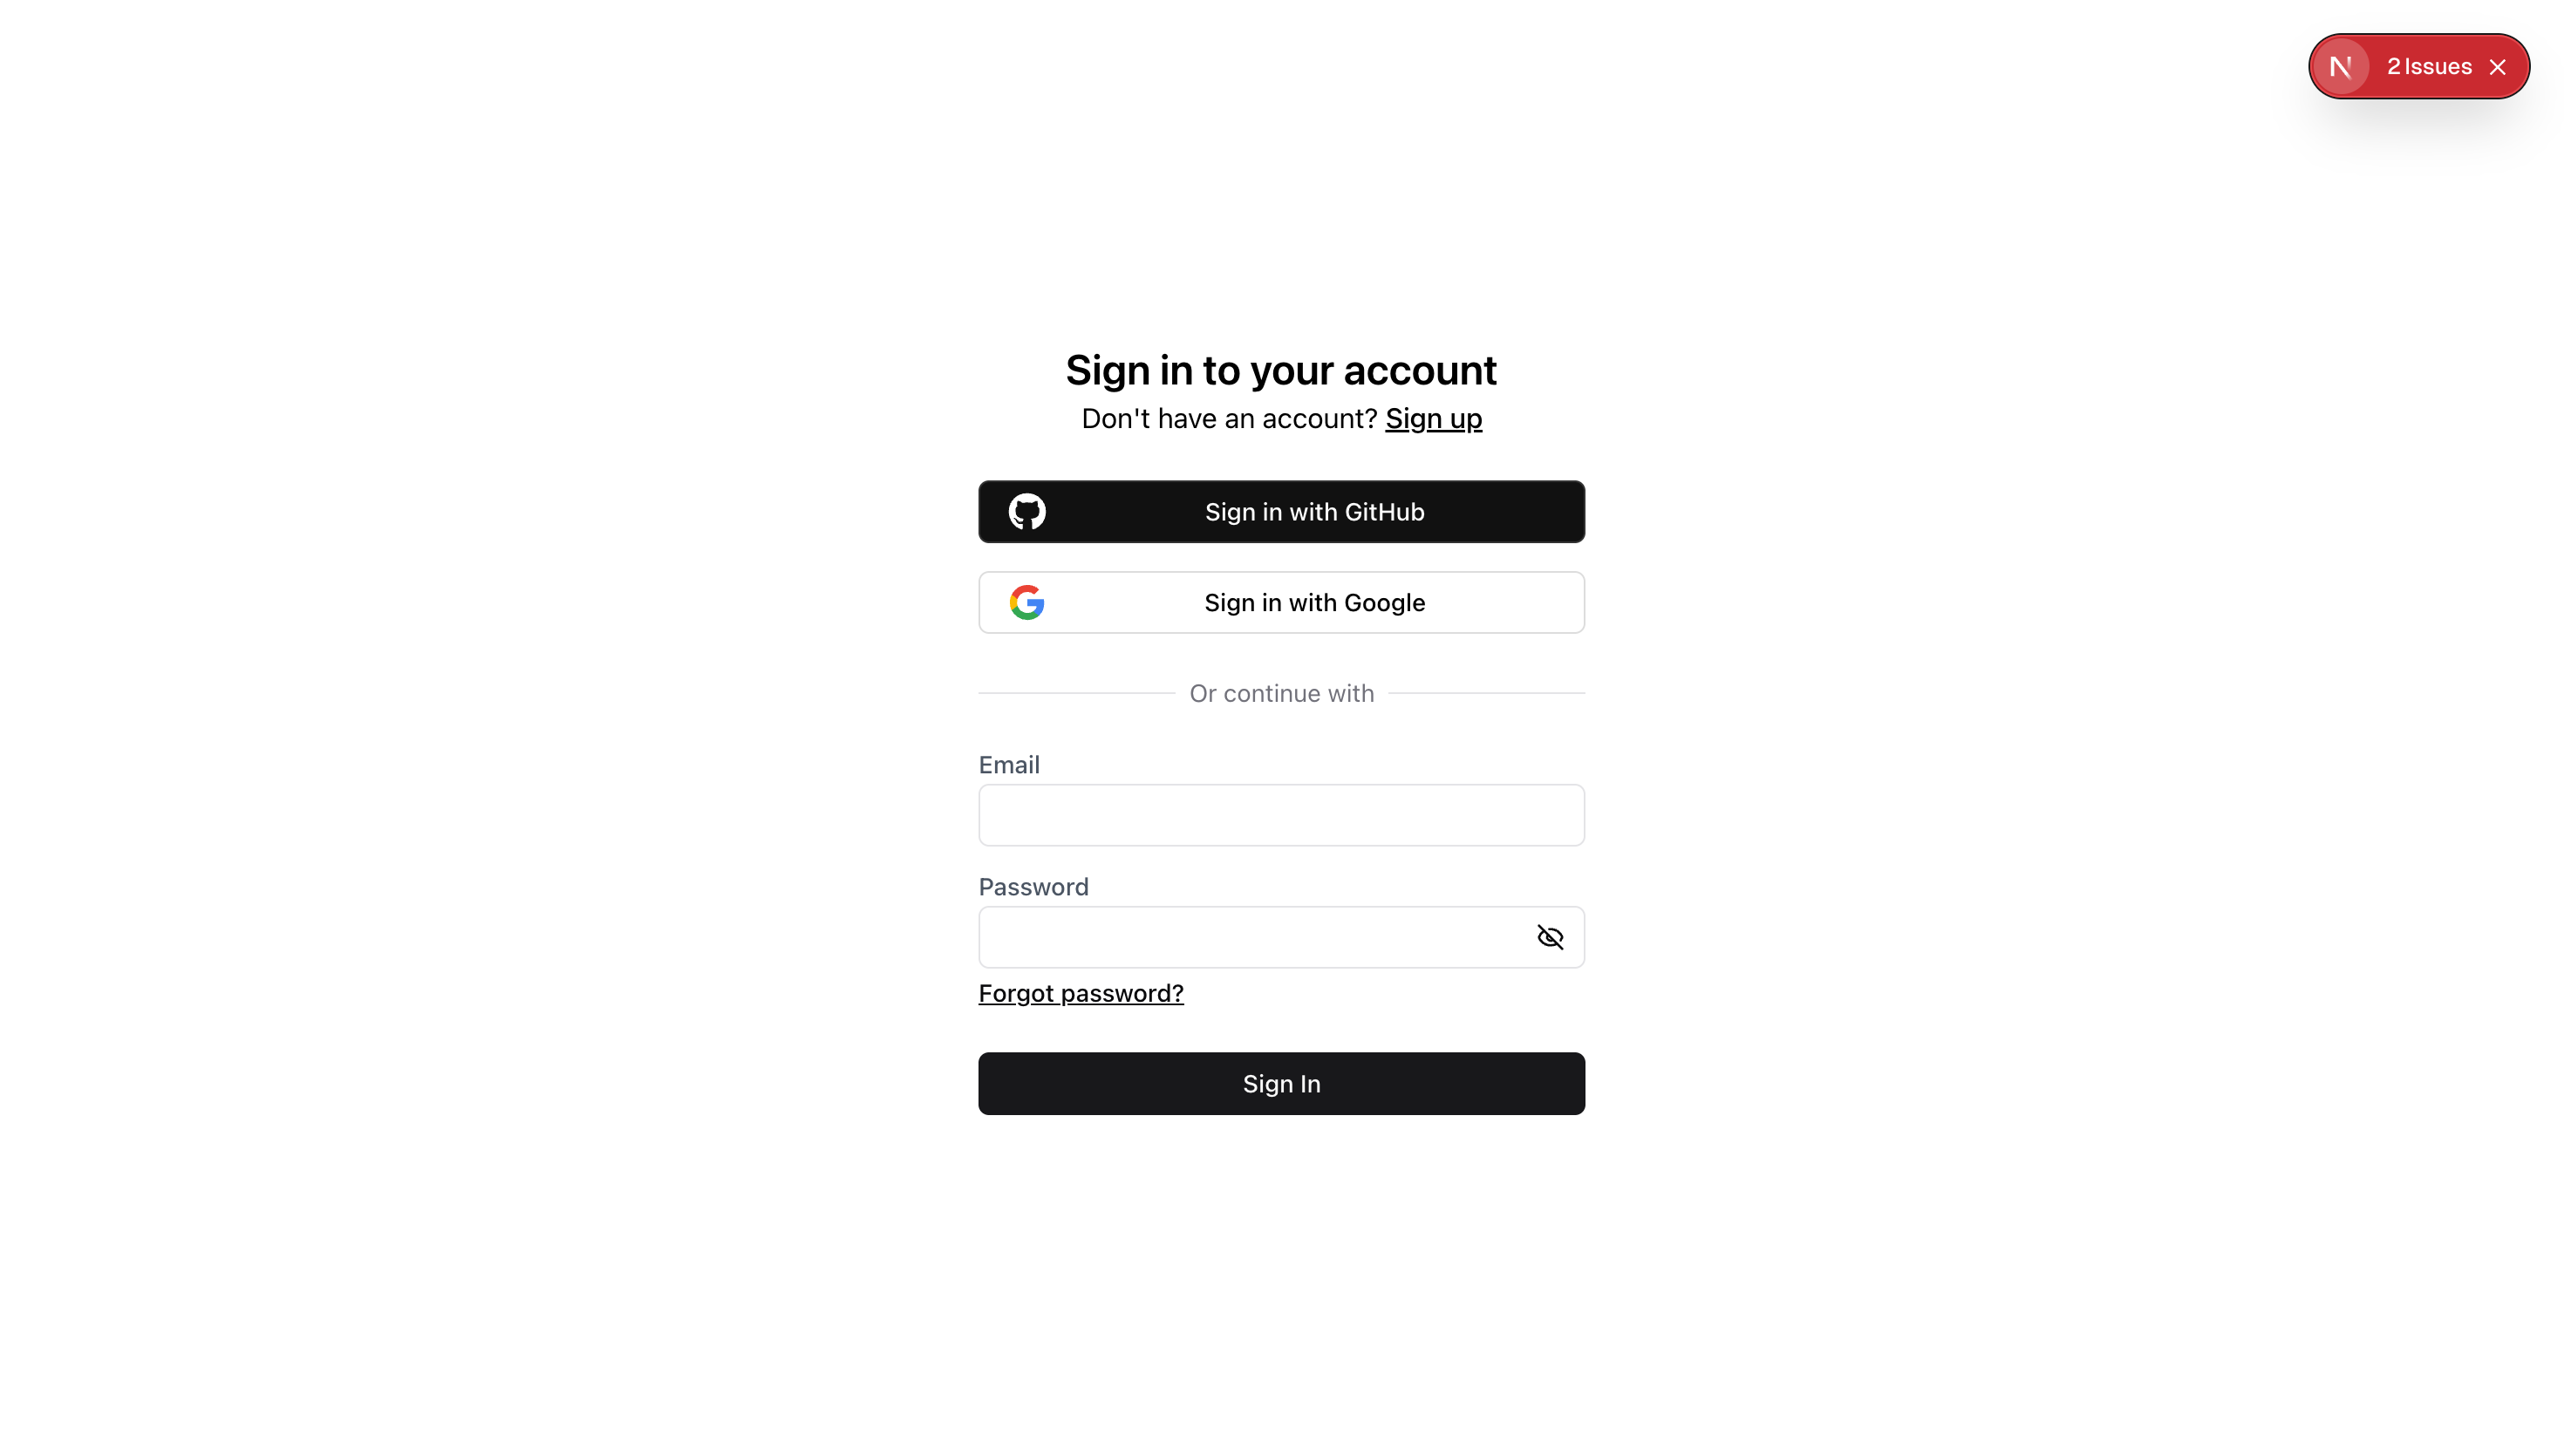 2 Issues
Sign in to your account
Don't have an account? Sign up
Sign in with GitHub
Sign in with Google
Or continue with
Email
Password
Forgot password?
Sign In